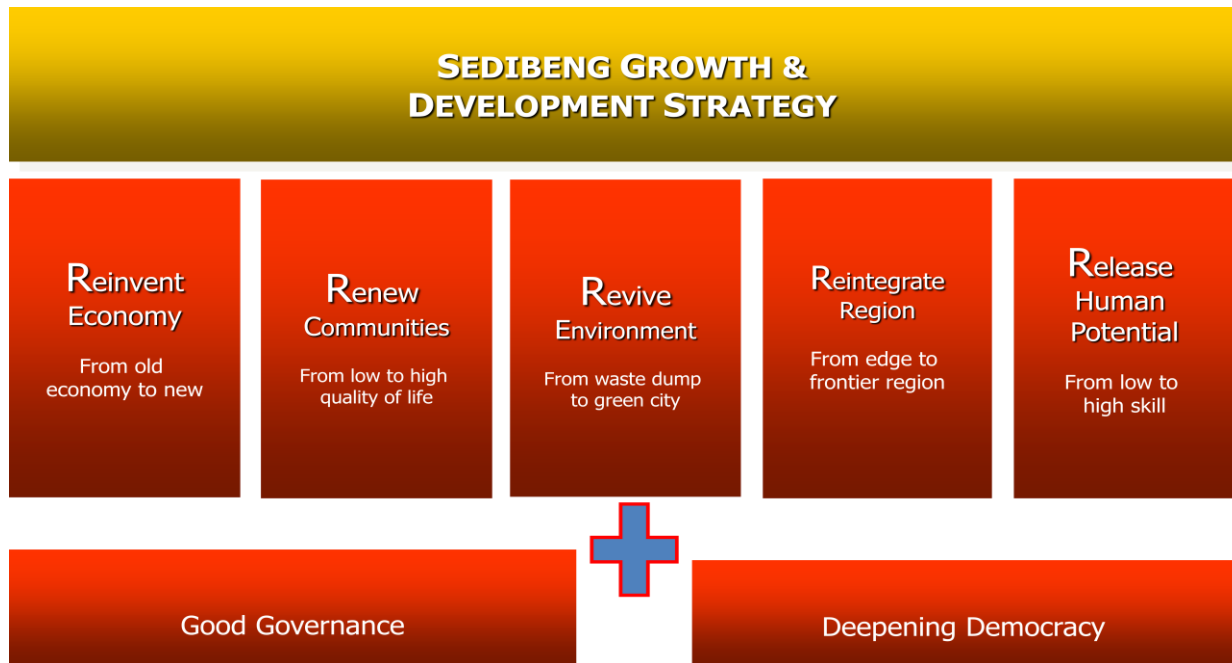 SEDIBENG GROWTH &
DEVELOPMENT STRATEGY
Reinvent
Economy
From old
economy to new
Renew
Communities
From low to high
quality of life
Revive
Environment
From waste dump
to green city
Reintegrate
Region
From edge to
frontier region
Release
Human
Potential
From low to
high skill
Good Governance
Deepening Democracy